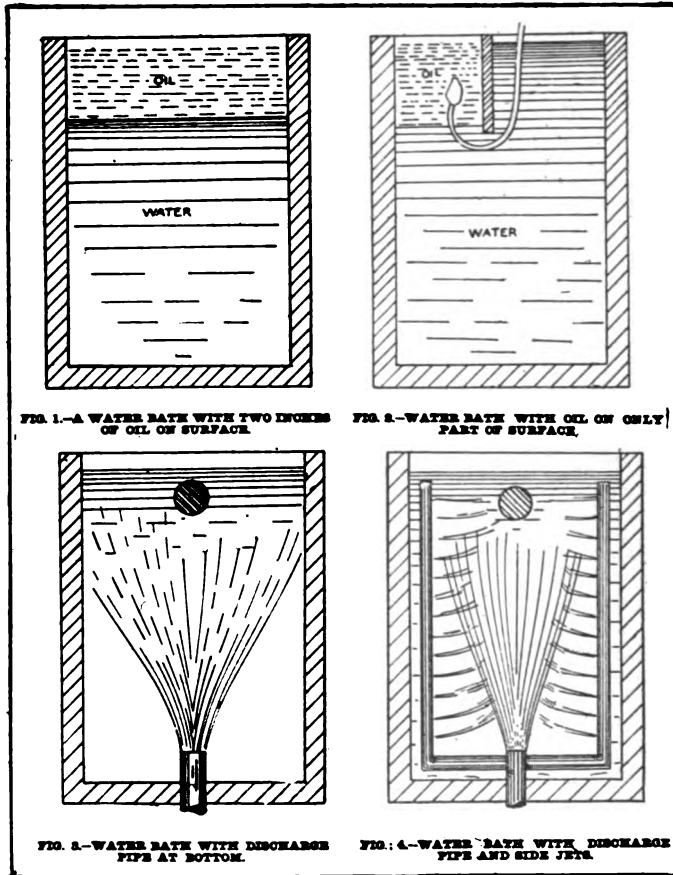 OIL
WATER
OIL
WATER
FIG. 1.—A WATER BATH WITH TWO INCHES
OF OIL ON SURFACE.
FIG. 2.—WATER BATH WITH OIL ON ONLY
PART OF SURFACE.
FIG. 3.—WATER BATH WITH DISCHARGE
PIPE AT BOTTOM.
FIG. 4.—WATER BATH WITH DISCHARGE
PIPE AND SIDE JETS.